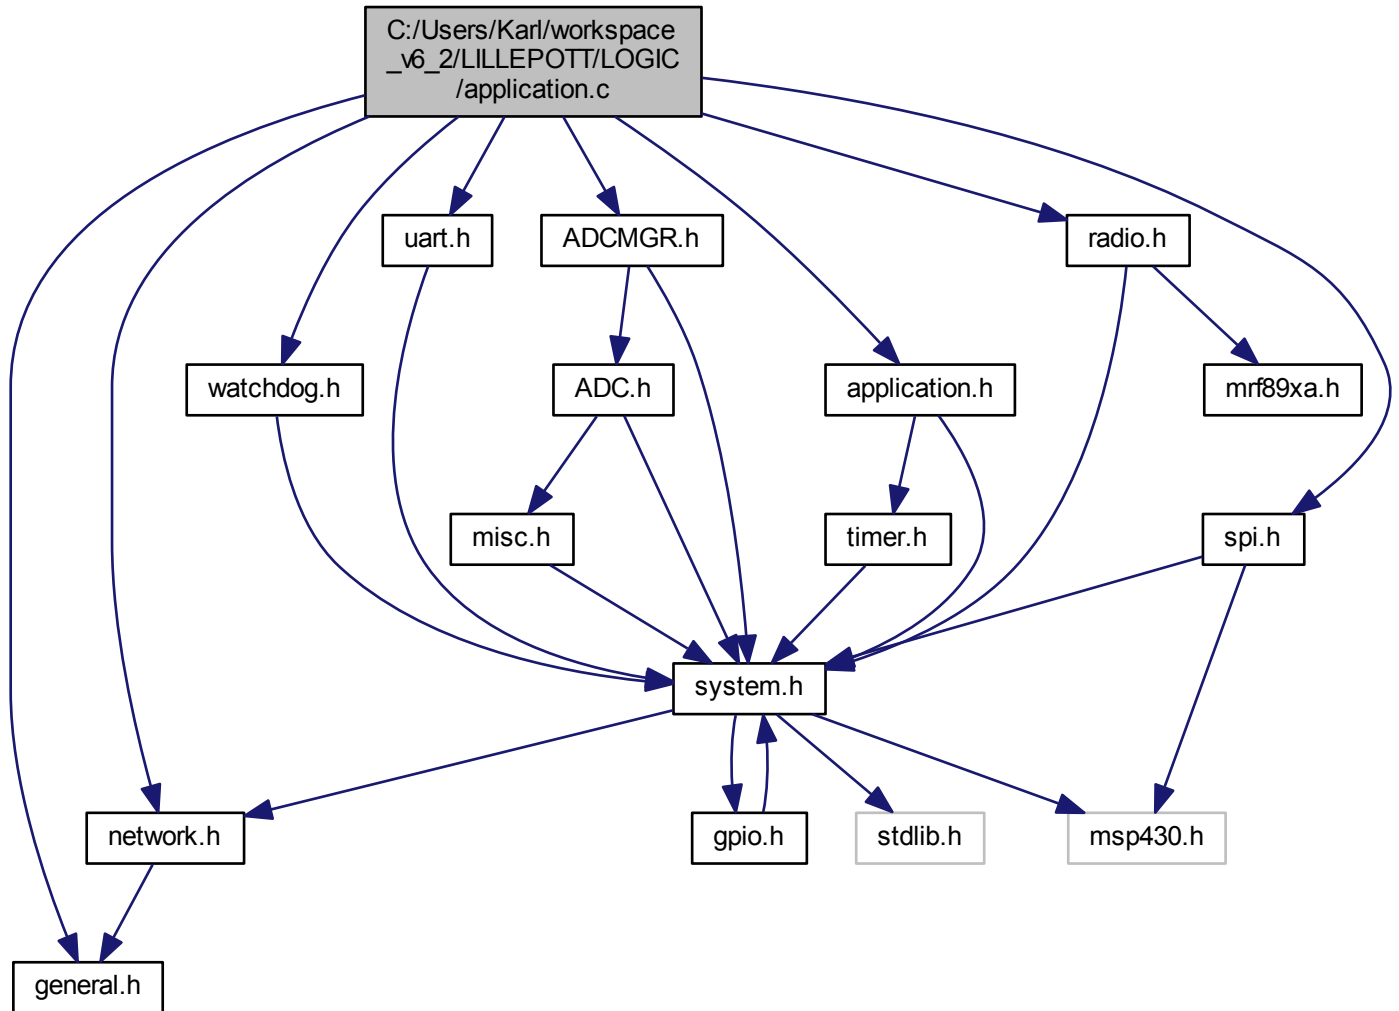 C:/Users/Karl/workspace
_v6_2/LILLEPOTT/LOGIC
/application.c
uart.h
ADCMGR.h
radio.h
watchdog.h
ADC.h
application.h
mrf89xa.h
misc.h
timer.h
spi.h
system.h
network.h
gpio.h
stdlib.h
msp430.h
general.h